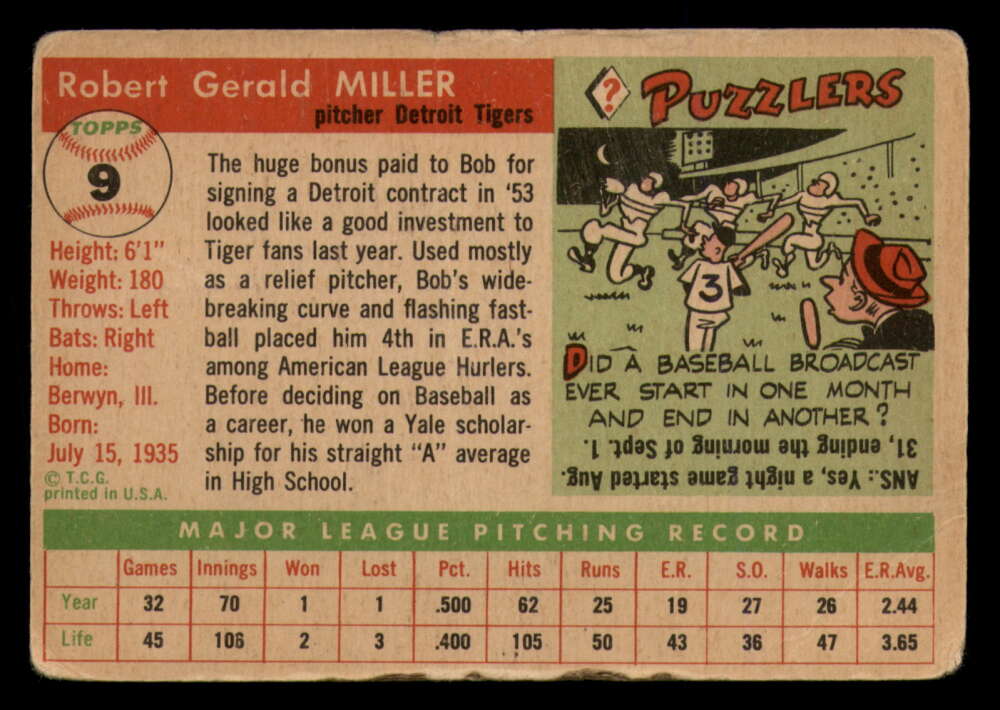 Robert Gerald MILLER
pitcher Detroit Tigers
TOPPS
9
Height: 6'1"
Weight: 180
Throws: Left
Bats: Right
Home:
Berwyn, Ill.
Born:
July 15, 1935
© T.C.G.
printed in U.S.A.
The huge bonus paid to Bob for
signing a Detroit contract in '53
looked like a good investment to
Tiger fans last year. Used mostly
as a relief pitcher, Bob's wide-
breaking curve and flashing fast-
ball placed him 4th in E.R.A.'s
among American League Hurlers.
Before deciding on Baseball as
a career, he won a Yale scholar-
ship for his straight "A" average
in High School.
? PUZZLERS
3
DID A BASEBALL BROADCAST
EVER START IN ONE MONTH
AND END IN ANOTHER?
ANS.: Yes, a night game started Aug.
31, ending the morning of Sept. 1.
MAJOR LEAGUE PITCHING RECORD
Games Innings Won Lost Pct. Hits Runs E.R. S.O. Walks E.R.Avg.
Year 32 70 1 1 .500 62 25 19 27 26 2.44
Life 45 106 2 3 .400 105 50 43 36 47 3.65